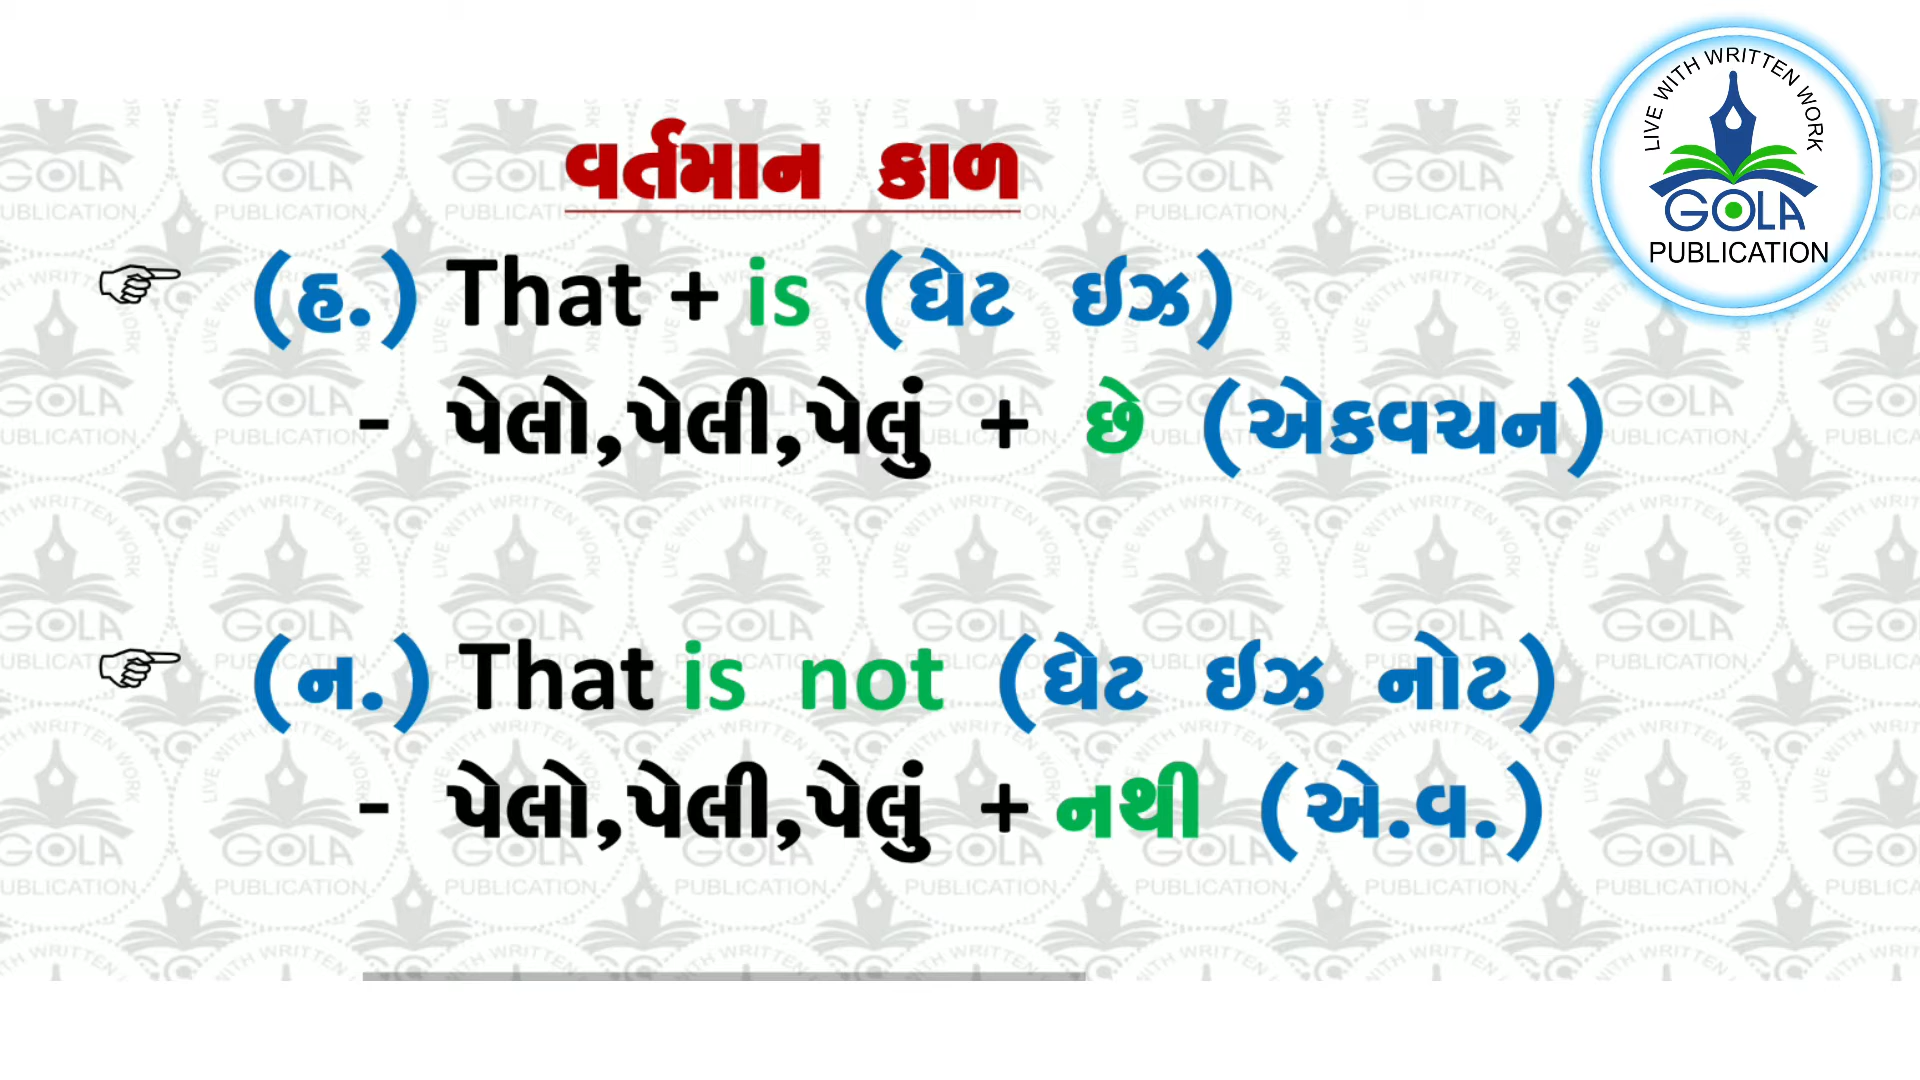 વર્તમાન કાળ
(હ.) That + is (ધેટ ઈઝ)
- પેલો,પેલી,પેલું + છે (એકવચન)
(ન.) That is not (ધેટ ઈઝ નોટ)
- પેલો,પેલી,પેલું + નથી (એ.વ.)
LIVE WITH WRITTEN WORK
GOLA
PUBLICATION